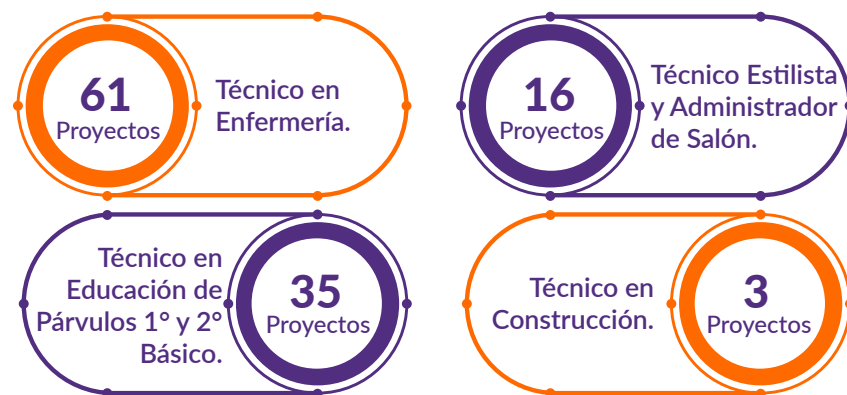 61
Proyectos
Técnico en
Enfermería.
16
Proyectos
Técnico Estilista
y Administrador
de Salón.
Técnico en
Educación de
Párvulos 1° y 2°
Básico.
35
Proyectos
Técnico en
Construcción.
3
Proyectos